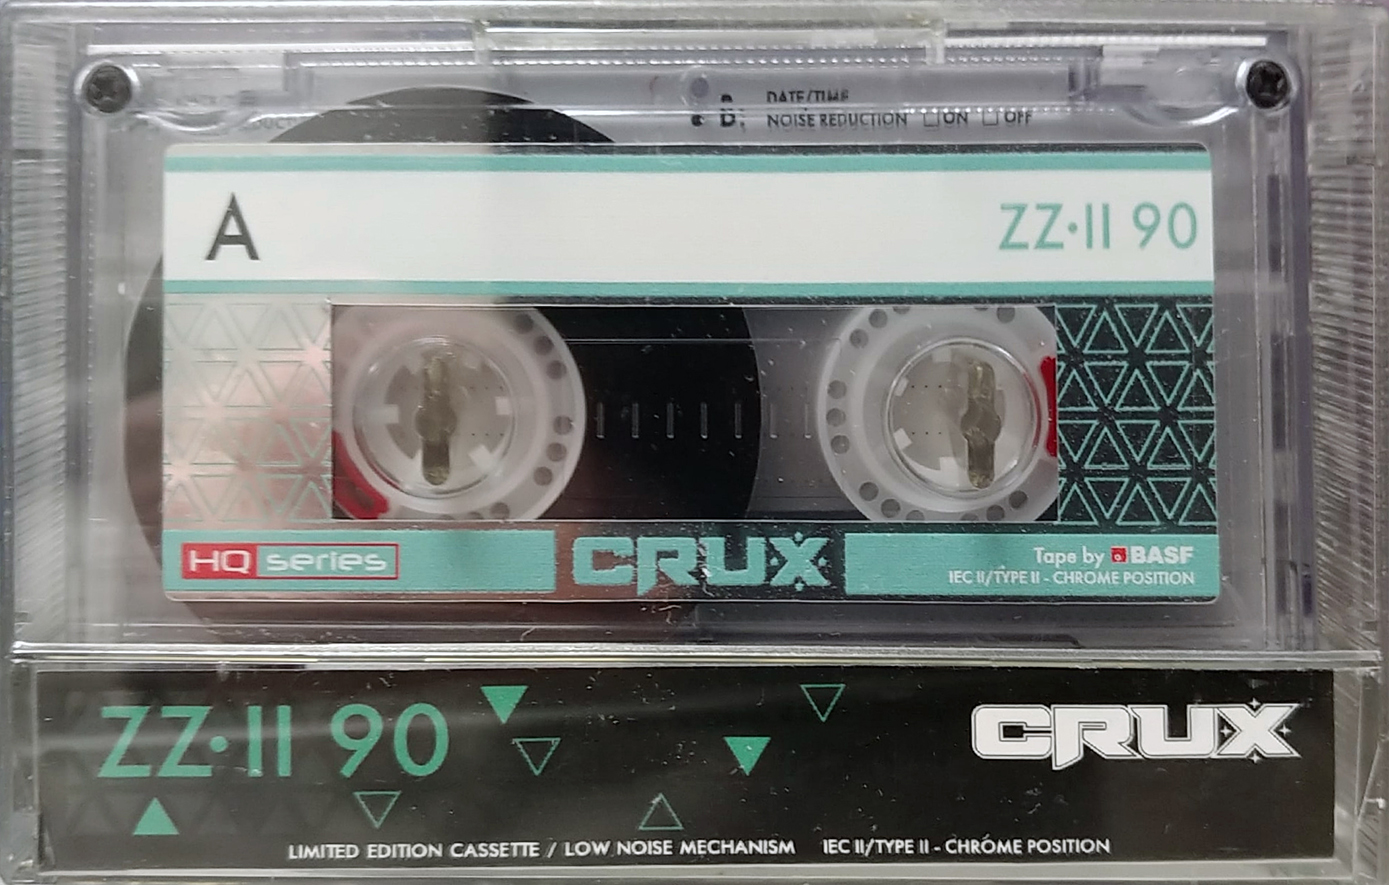 B:
DATE/TIME
NOISE REDUCTION ON OFF
A
ZZ·II 90
HQ series
CRUX
Tape by BASF
IEC II/TYPE II - CHROME POSITION
ZZ·II 90
CRUX
LIMITED EDITION CASSETTE / LOW NOISE MECHANISM IEC II/TYPE II - CHROME POSITION